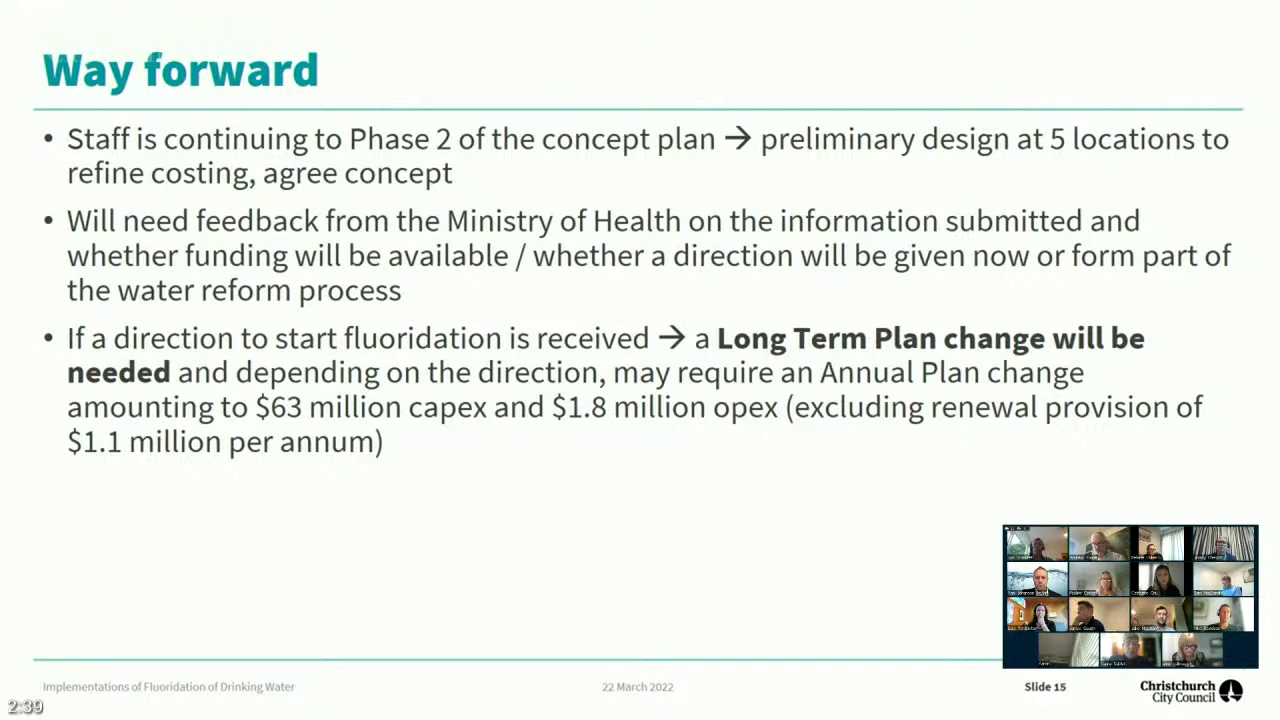 Way forward
• Staff is continuing to Phase 2 of the concept plan → preliminary design at 5 locations to
refine costing, agree concept
• Will need feedback from the Ministry of Health on the information submitted and
whether funding will be available / whether a direction will be given now or form part of
the water reform process
• If a direction to start fluoridation is received → a Long Term Plan change will be
needed and depending on the direction, may require an Annual Plan change
amounting to $63 million capex and $1.8 million opex (excluding renewal provision of
$1.1 million per annum)
Implementations of Fluoridation of Drinking Water
22 March 2022
Slide 15
Christchurch
City Council
2:39